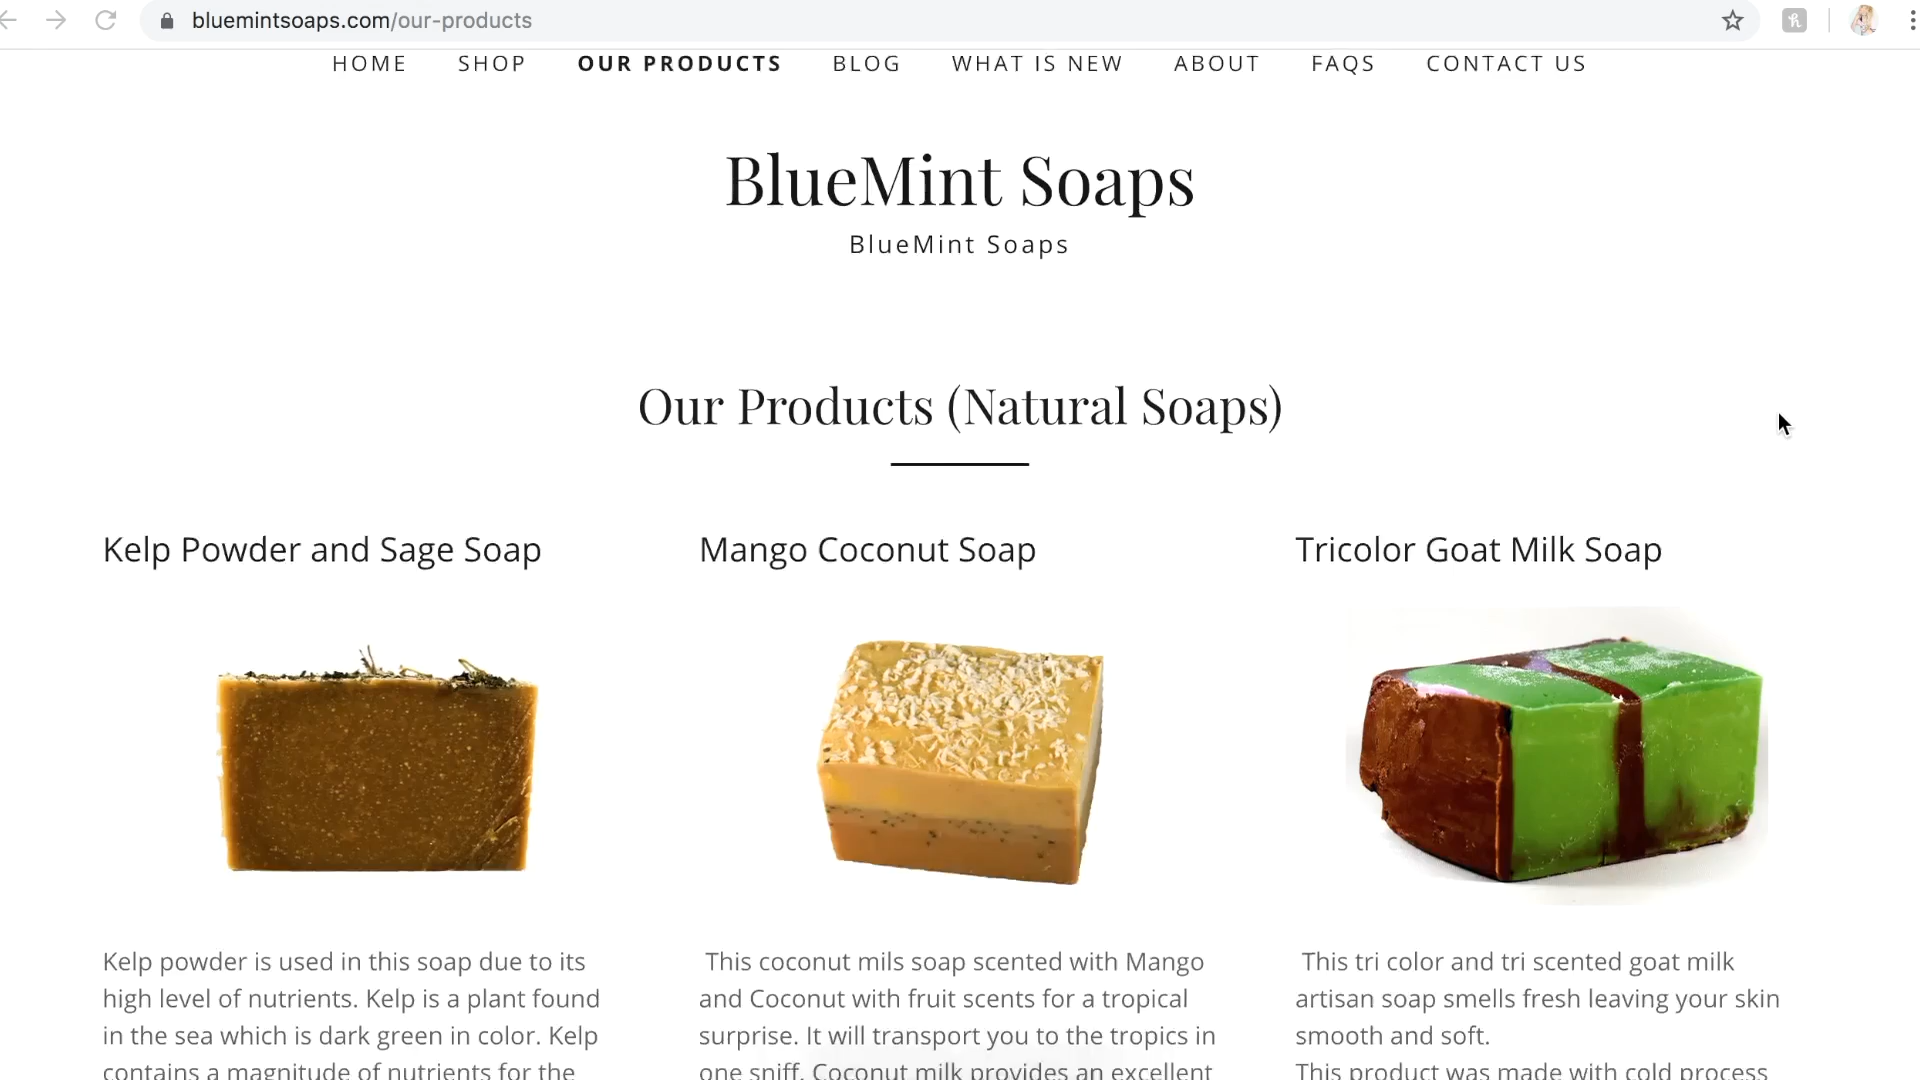 bluemintsoaps.com/our-products
HOME SHOP OUR PRODUCTS BLOG WHAT IS NEW ABOUT FAQS CONTACT US
BlueMint Soaps
BlueMint Soaps
Our Products (Natural Soaps)
Kelp Powder and Sage Soap
Kelp powder is used in this soap due to its
high level of nutrients. Kelp is a plant found
in the sea which is dark green in color. Kelp
contains a magnitude of nutrients for the
Mango Coconut Soap
This coconut mils soap scented with Mango
and Coconut with fruit scents for a tropical
surprise. It will transport you to the tropics in
one sniff. Coconut milk provides an excellent
Tricolor Goat Milk Soap
This tri color and tri scented goat milk
artisan soap smells fresh leaving your skin
smooth and soft.
This product was made with cold process